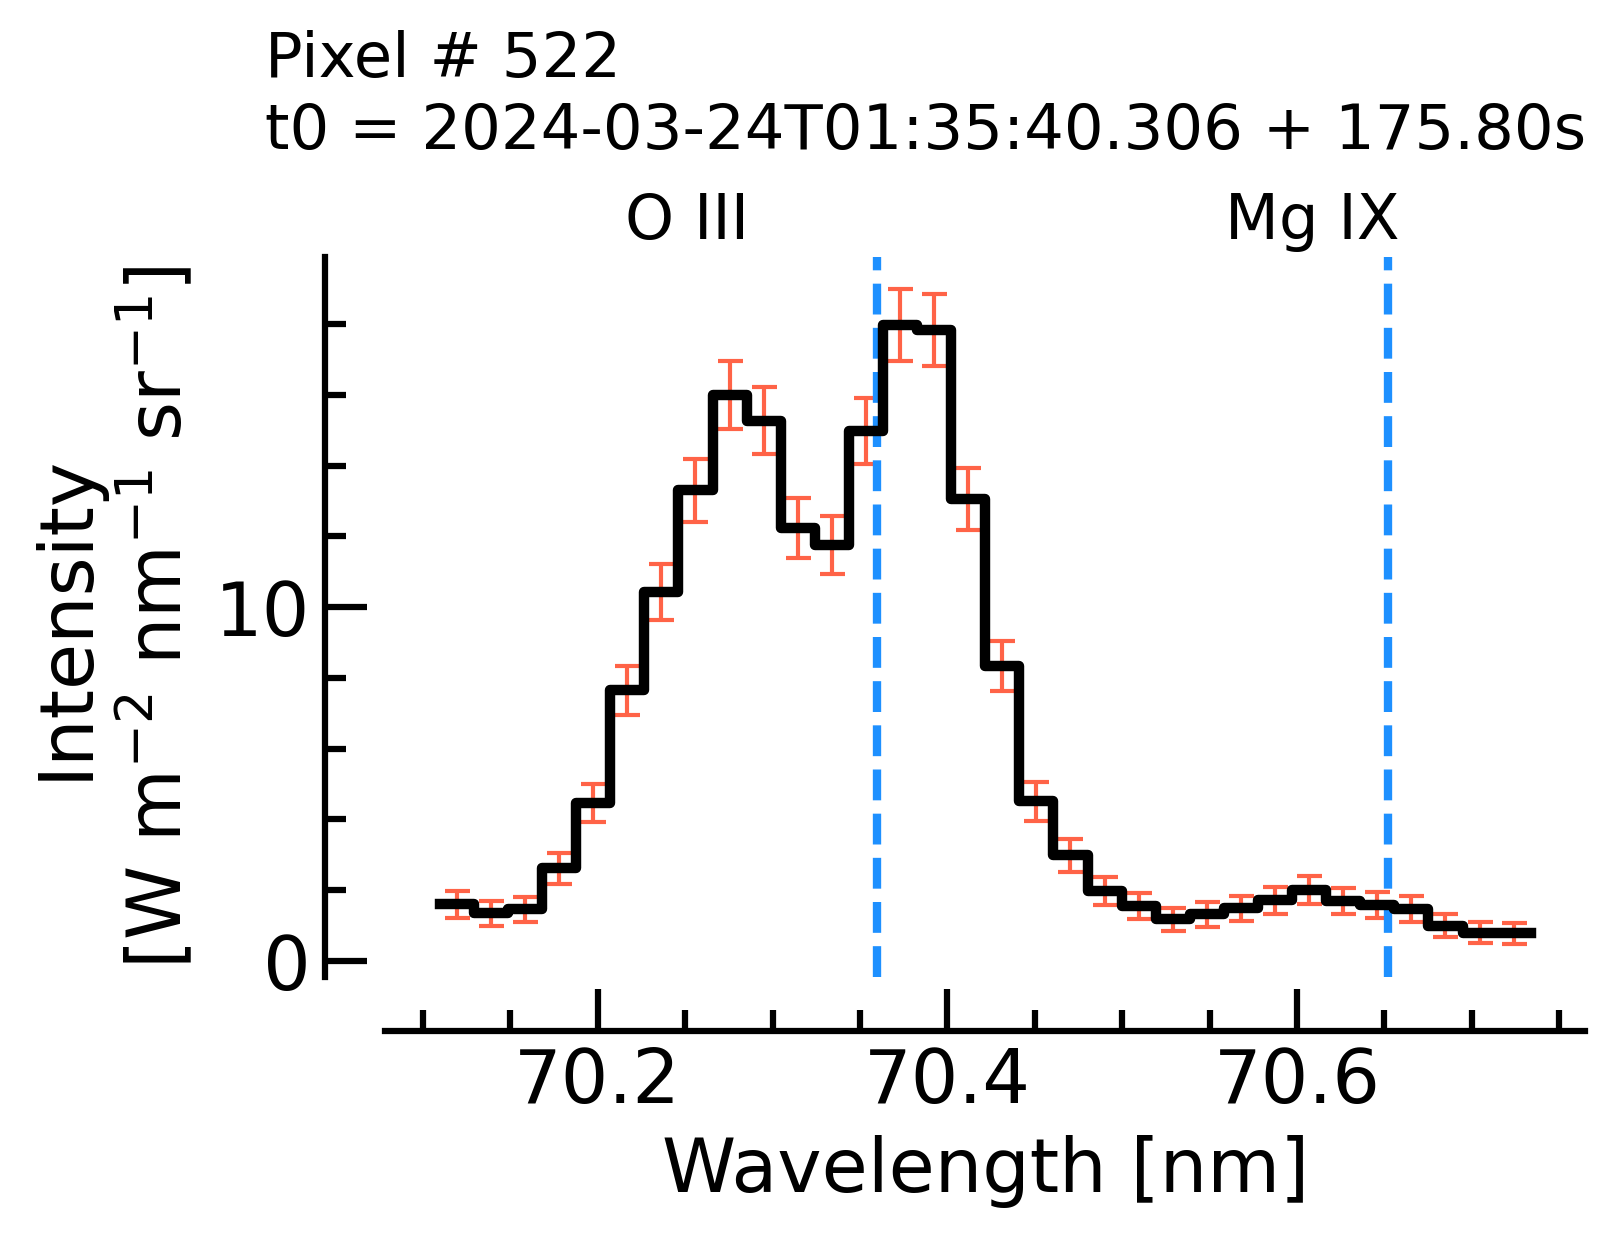 Pixel # 522
t0 = 2024-03-24T01:35:40.306 + 175.80s
O III
Mg IX
Intensity
[W m⁻² nm⁻¹ sr⁻¹]
10
0
70.2
70.4
70.6
Wavelength [nm]